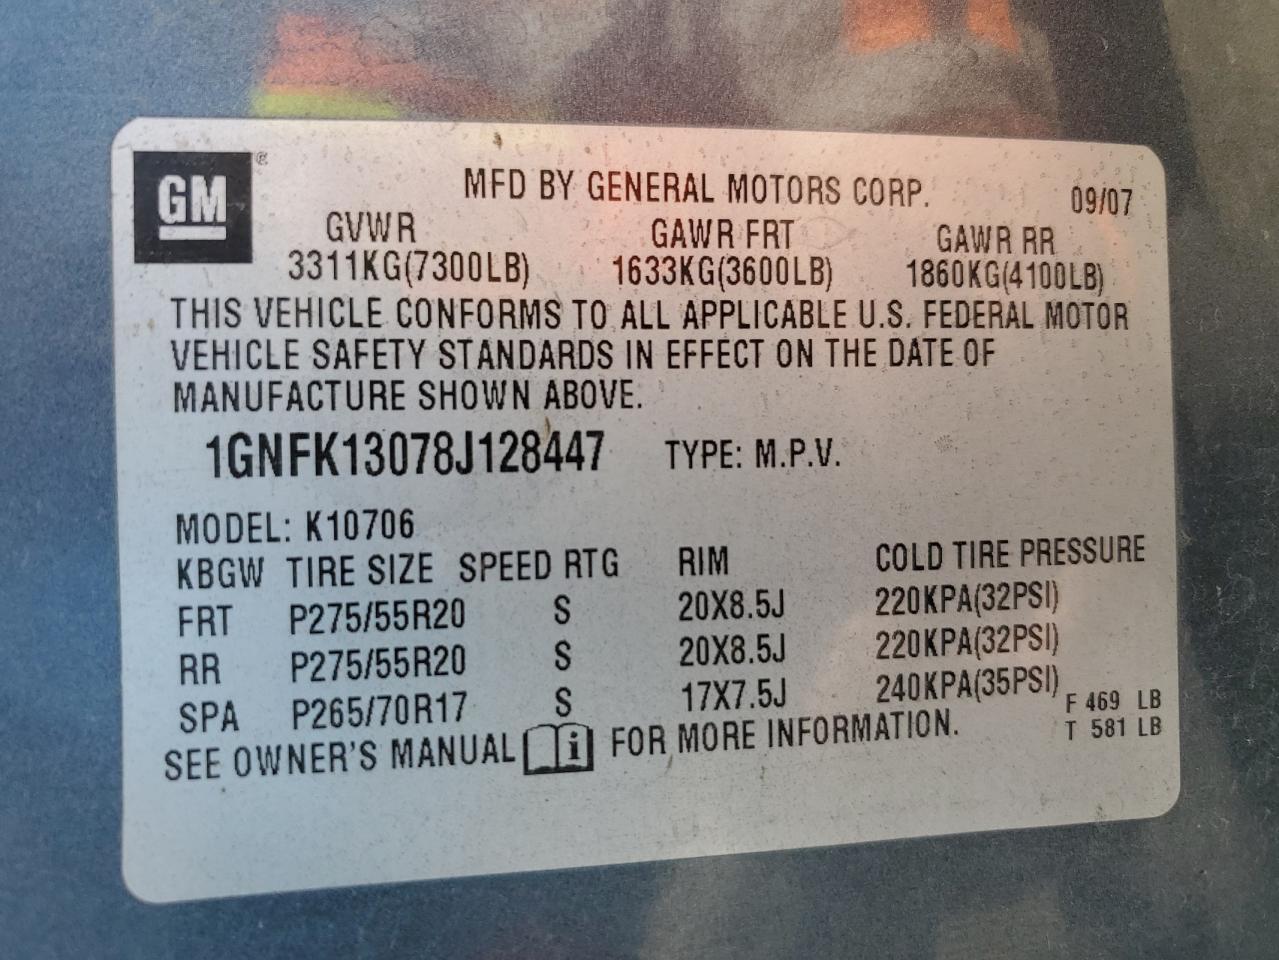 GM®
MFD BY GENERAL MOTORS CORP. 09/07
GVWR GAWR FRT GAWR RR
3311KG(7300LB) 1633KG(3600LB) 1860KG(4100LB)
THIS VEHICLE CONFORMS TO ALL APPLICABLE U.S. FEDERAL MOTOR
VEHICLE SAFETY STANDARDS IN EFFECT ON THE DATE OF
MANUFACTURE SHOWN ABOVE.
1GNFK13078J128447 TYPE: M.P.V.
MODEL: K10706
KBGW TIRE SIZE SPEED RTG RIM COLD TIRE PRESSURE
FRT P275/55R20 S 20X8.5J 220KPA(32PSI)
RR P275/55R20 S 20X8.5J 220KPA(32PSI)
SPA P265/70R17 S 17X7.5J 240KPA(35PSI)
F 469 LB
T 581 LB
SEE OWNER'S MANUAL i FOR MORE INFORMATION.